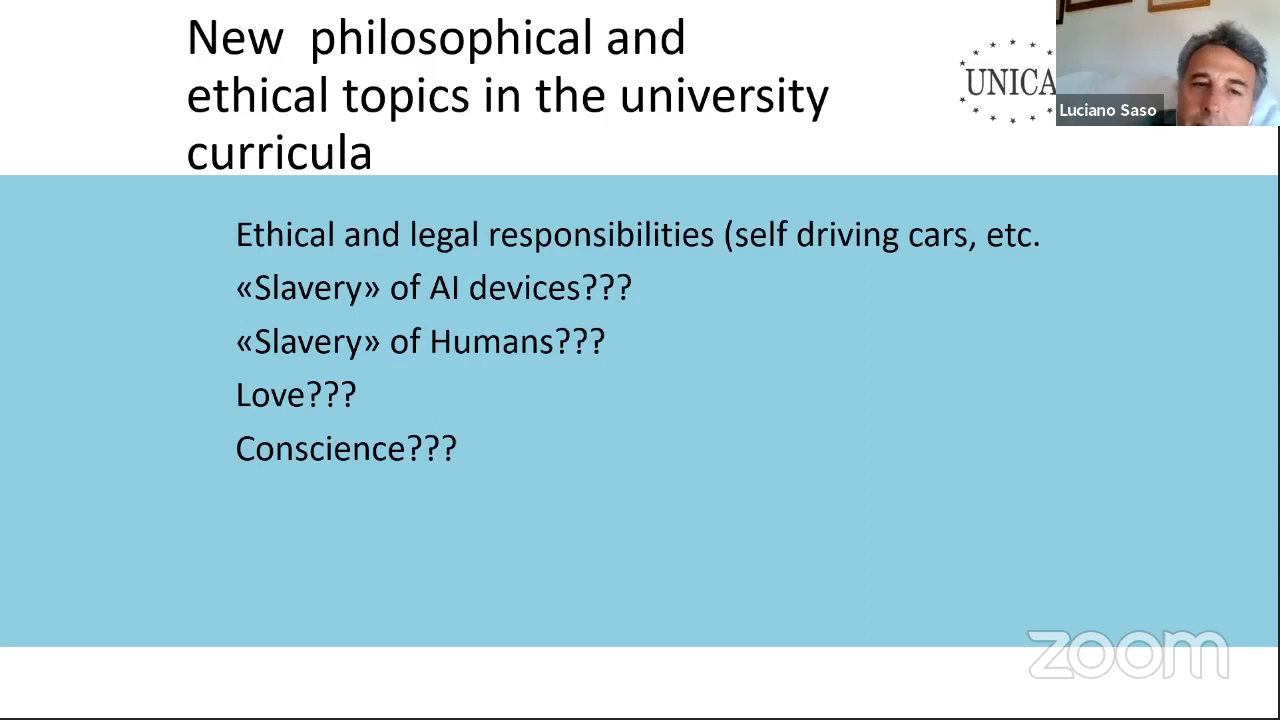 New  philosophical and
ethical topics in the university
curricula
UNICA
Luciano Saso
Ethical and legal responsibilities (self driving cars, etc.
«Slavery» of AI devices???
«Slavery» of Humans???
Love???
Conscience???
zoom